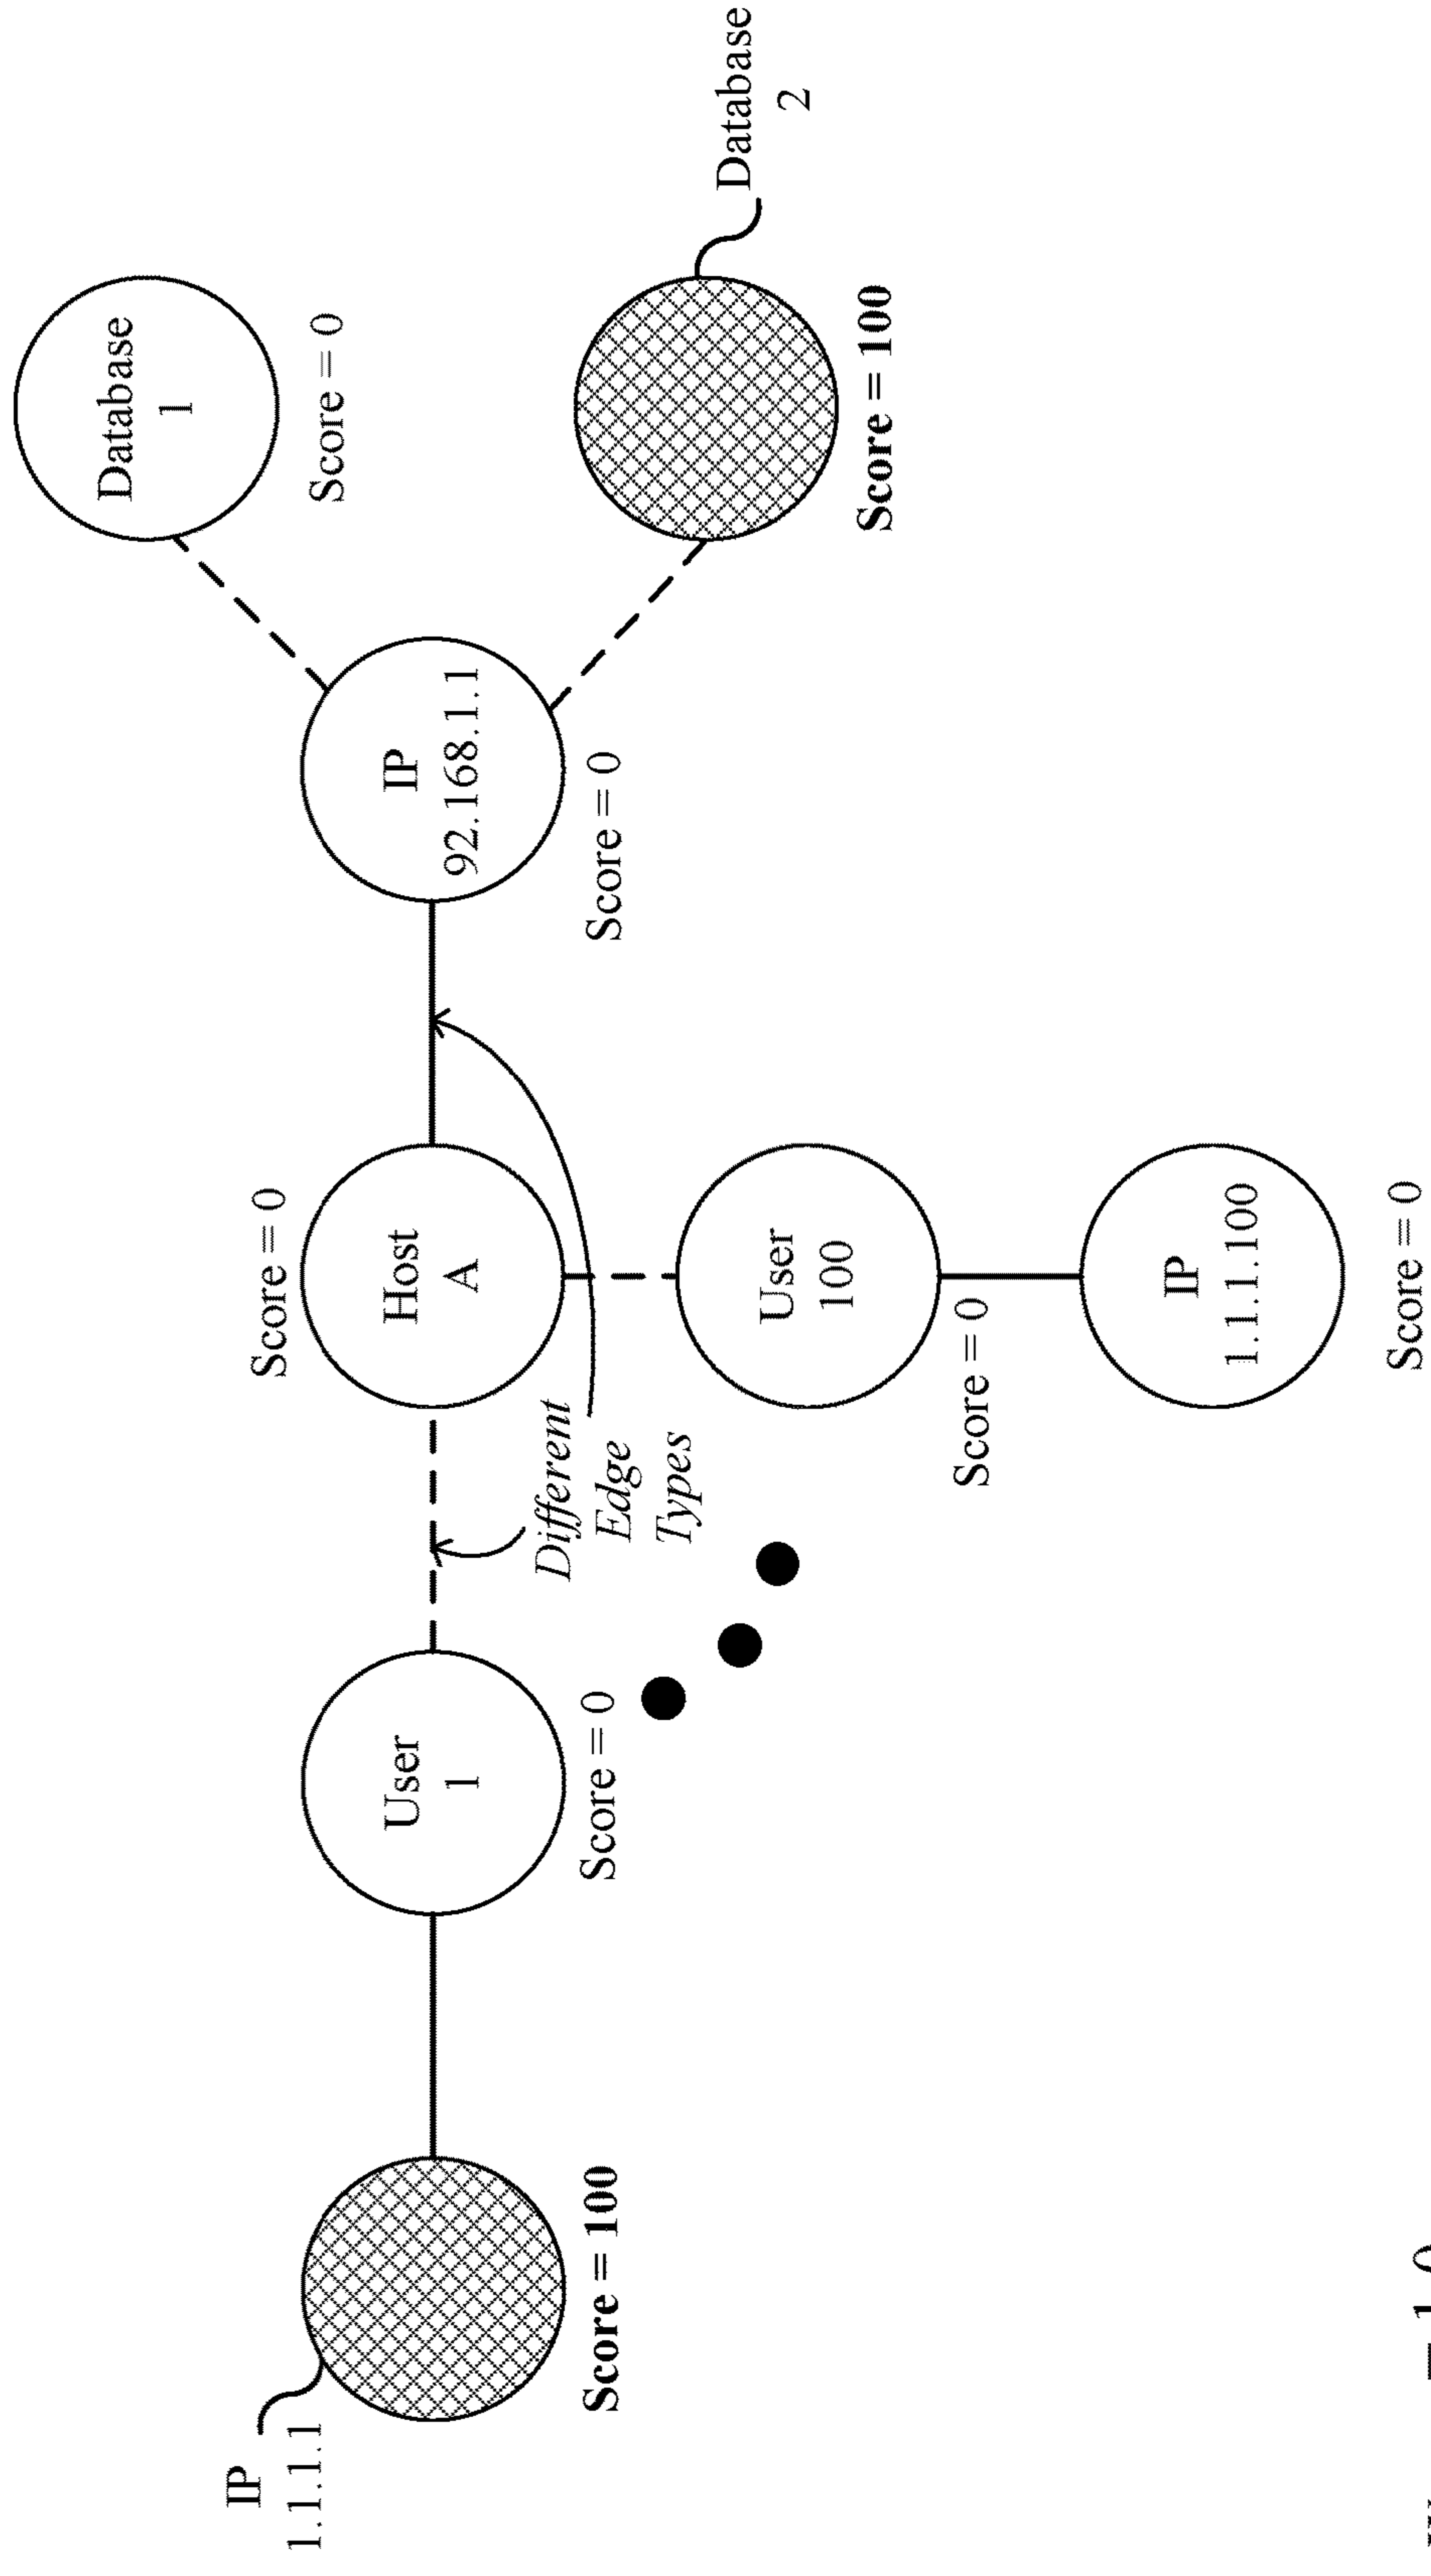 IP
1.1.1.1
Score = 100
User
1
Score = 0
Different
Edge
Types
Score = 0
Host
A
User
100
Score = 0
IP
1.1.1.100
Score = 0
IP
92.168.1.1
Score = 0
Database
1
Score = 0
Database
2
Score = 100